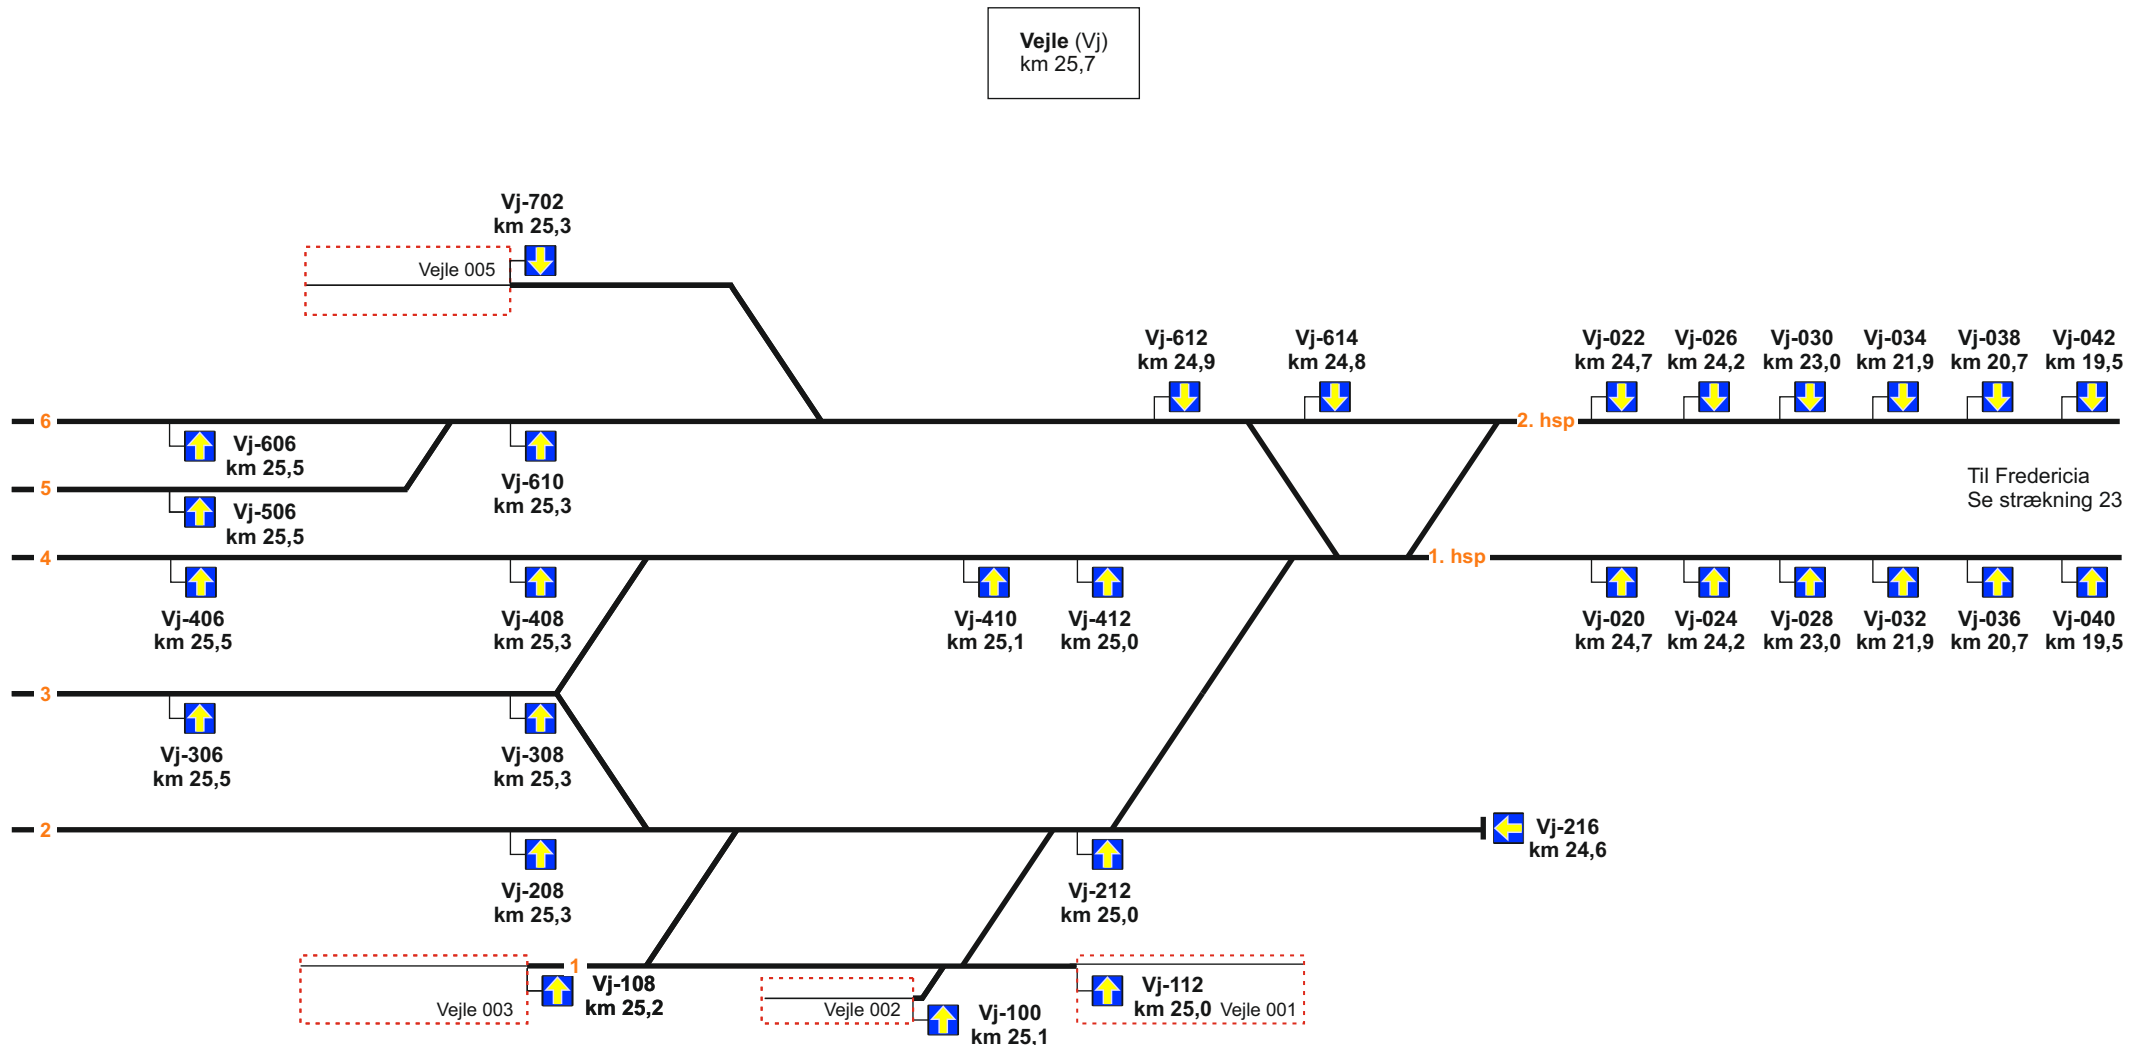 Vejle (Vj)
km 25,7
Vj-702
km 25,3
Vejle 005
Vj-612
km 24,9
Vj-614
km 24,8
Vj-022
km 24,7
Vj-026
km 24,2
Vj-030
km 23,0
Vj-034
km 21,9
Vj-038
km 20,7
Vj-042
km 19,5
6
2. hsp
Vj-606
km 25,5
Vj-610
km 25,3
5
Vj-506
km 25,5
Til Fredericia
Se strækning 23
4
1. hsp
Vj-406
km 25,5
Vj-408
km 25,3
Vj-410
km 25,1
Vj-412
km 25,0
Vj-020
km 24,7
Vj-024
km 24,2
Vj-028
km 23,0
Vj-032
km 21,9
Vj-036
km 20,7
Vj-040
km 19,5
3
Vj-306
km 25,5
Vj-308
km 25,3
2
Vj-216
km 24,6
Vj-208
km 25,3
Vj-212
km 25,0
1
Vejle 003
Vj-108
km 25,2
Vejle 002
Vj-100
km 25,1
Vj-112
km 25,0
Vejle 001